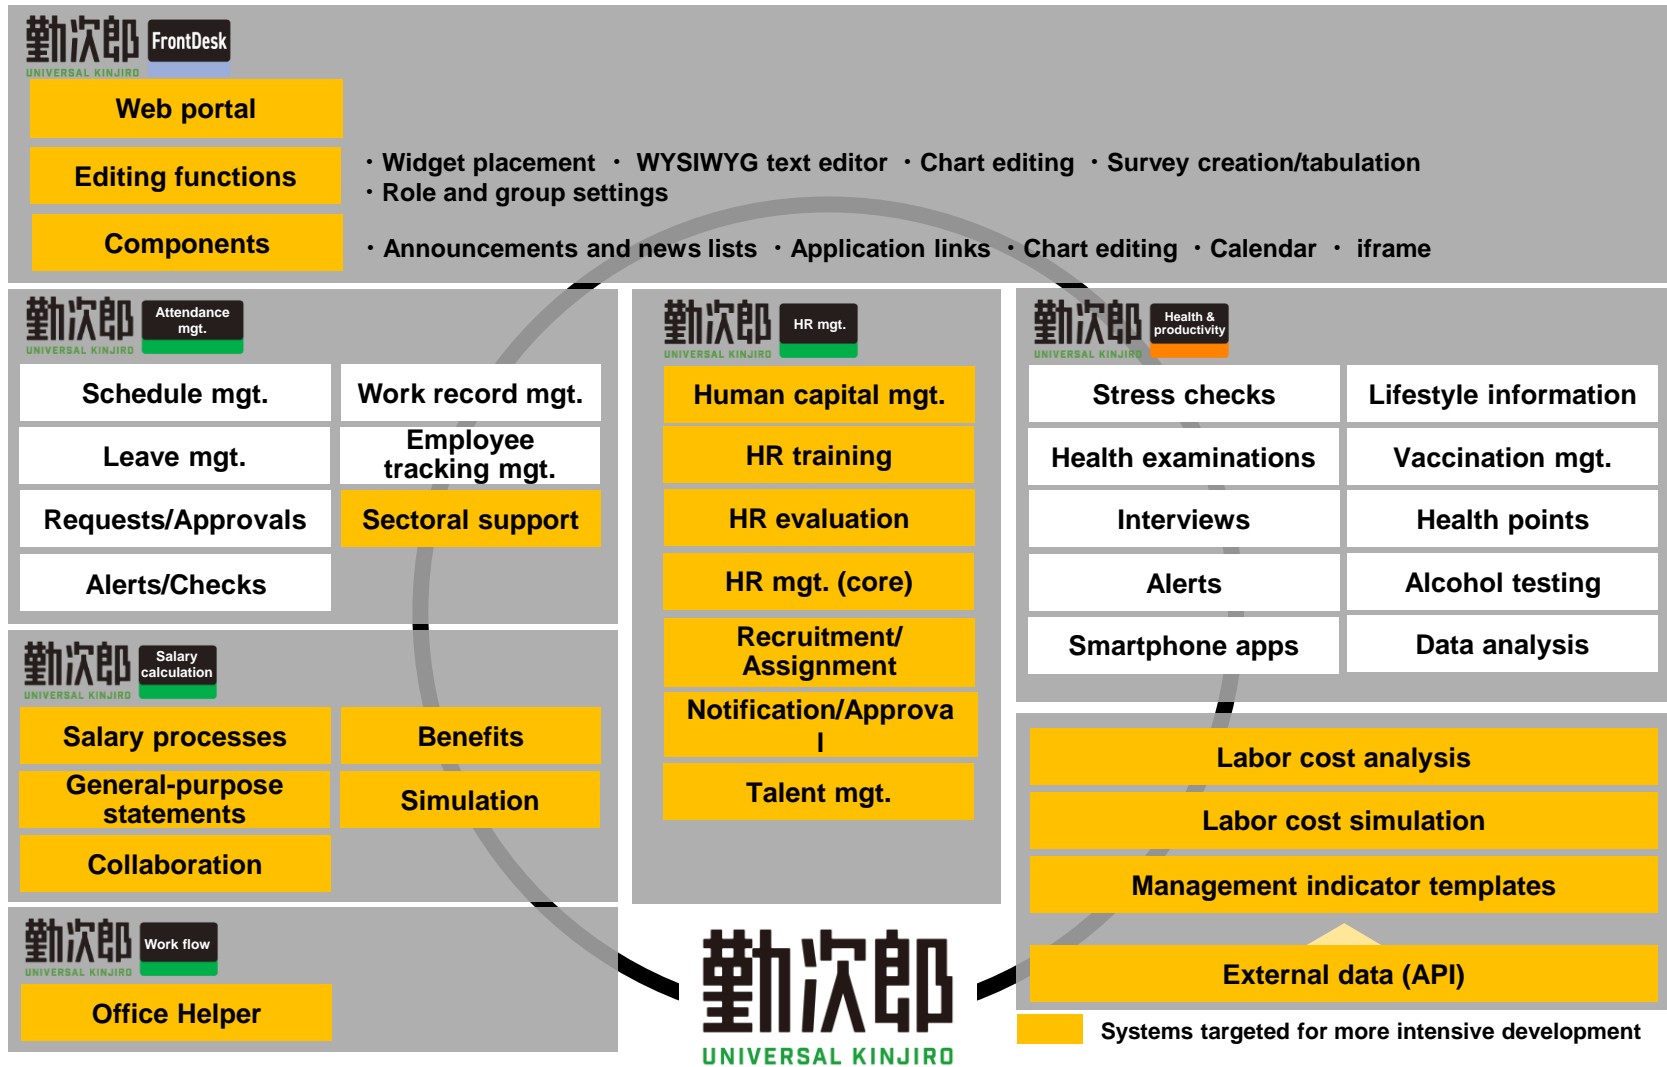 勤次郎 FrontDesk
UNIVERSAL KINJIRO
Web portal
Editing functions
・Widget placement ・ WYSIWYG text editor ・Chart editing ・Survey creation/tabulation
・Role and group settings
Components
・Announcements and news lists ・Application links ・Chart editing ・Calendar ・ iframe
勤次郎 Attendance
mgt.
UNIVERSAL KINJIRO
Schedule mgt.
Work record mgt.
Leave mgt.
Employee
tracking mgt.
Requests/Approvals
Sectoral support
Alerts/Checks
勤次郎 Salary
calculation
UNIVERSAL KINJIRO
Salary processes
Benefits
General-purpose
statements
Simulation
Collaboration
勤次郎 Work flow
UNIVERSAL KINJIRO
Office Helper
勤次郎 HR mgt.
UNIVERSAL KINJIRO
Human capital mgt.
HR training
HR evaluation
HR mgt. (core)
Recruitment/
Assignment
Notification/Approva
l
Talent mgt.
勤次郎
UNIVERSAL KINJIRO
勤次郎 Health &
productivity
UNIVERSAL KINJIRO
Stress checks
Lifestyle information
Health examinations
Vaccination mgt.
Interviews
Health points
Alerts
Alcohol testing
Smartphone apps
Data analysis
Labor cost analysis
Labor cost simulation
Management indicator templates
External data (API)
Systems targeted for more intensive development